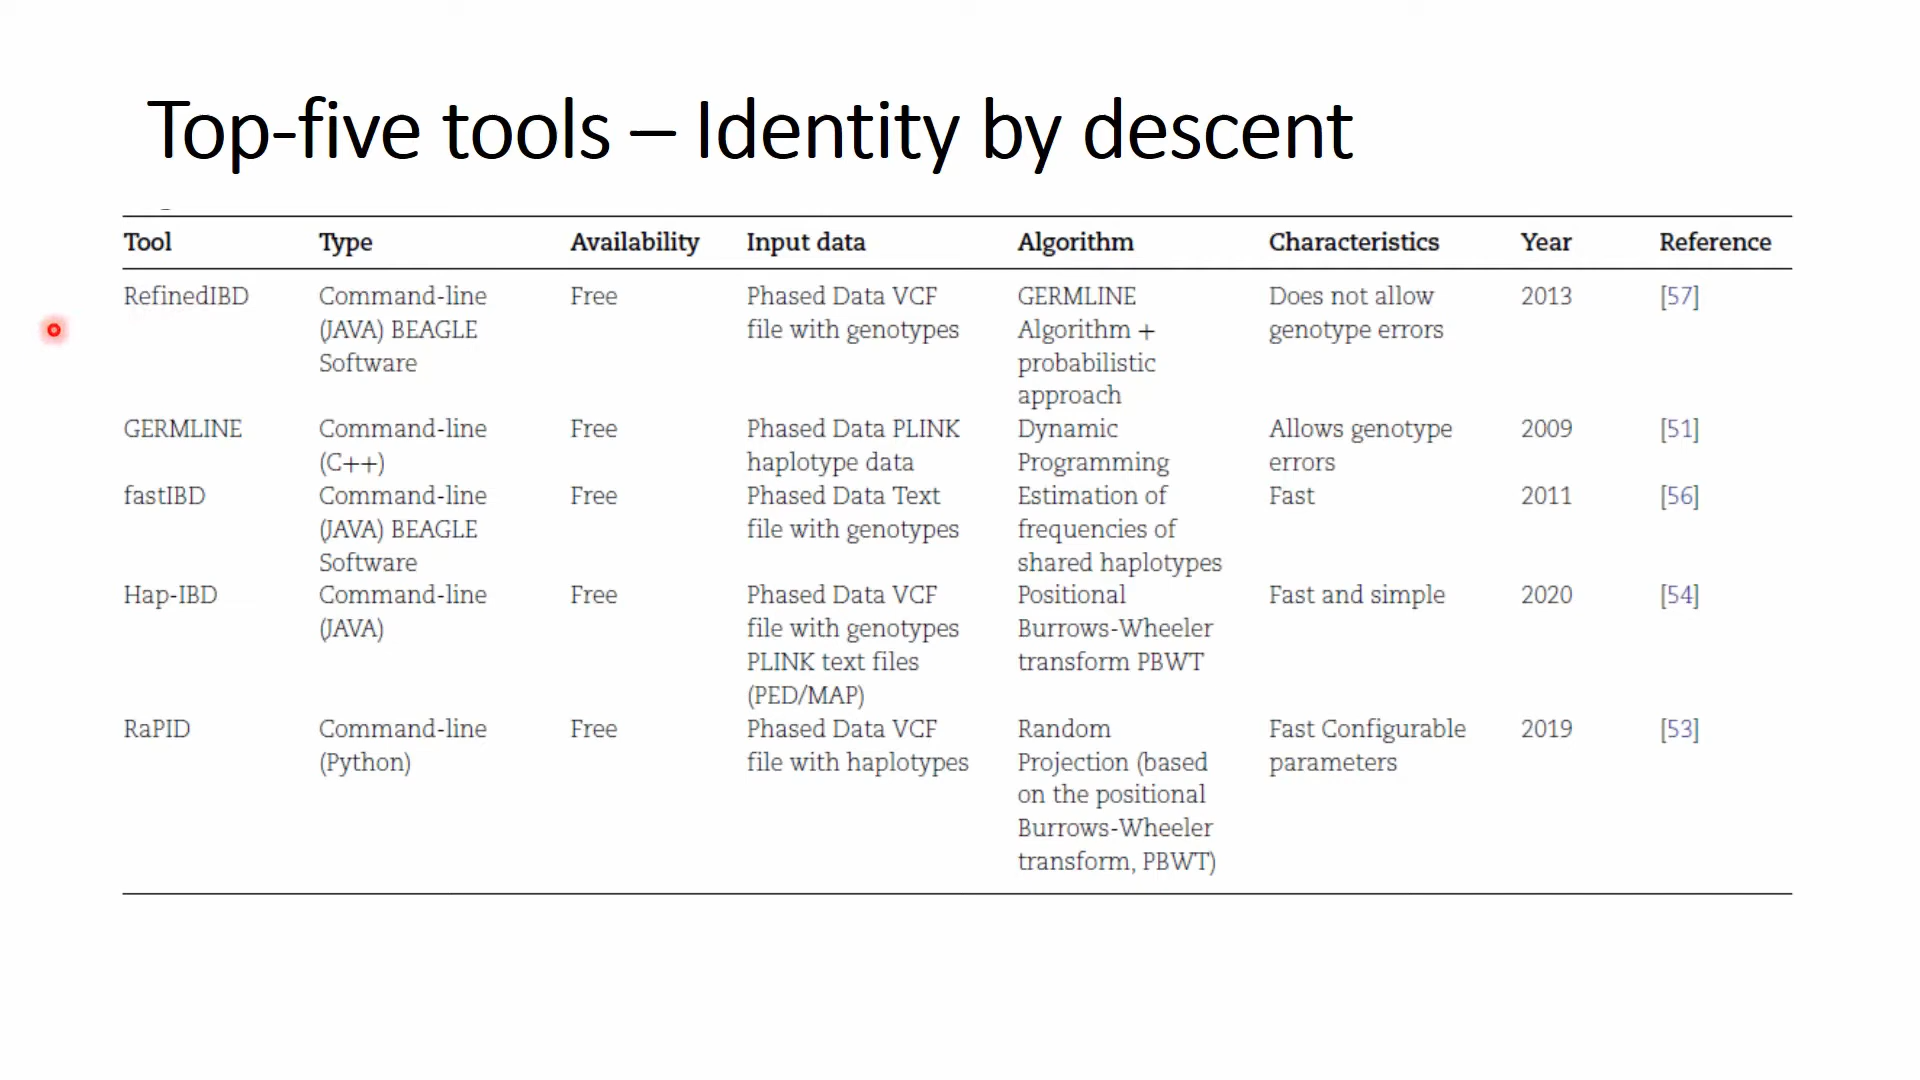 Top-five tools – Identity by descent
Tool Type Availability Input data Algorithm Characteristics Year Reference
RefinedIBD Command-line Free Phased Data VCF GERMLINE Does not allow 2013 [57]
(JAVA) BEAGLE file with genotypes Algorithm + genotype errors
Software probabilistic
approach
GERMLINE Command-line Free Phased Data PLINK Dynamic Allows genotype 2009 [51]
(C++) haplotype data Programming errors
fastIBD Command-line Free Phased Data Text Estimation of Fast 2011 [56]
(JAVA) BEAGLE file with genotypes frequencies of
Software shared haplotypes
Hap-IBD Command-line Free Phased Data VCF Positional Fast and simple 2020 [54]
(JAVA) file with genotypes Burrows-Wheeler
PLINK text files transform PBWT
(PED/MAP)
RaPID Command-line Free Phased Data VCF Random Fast Configurable 2019 [53]
(Python) file with haplotypes Projection (based parameters
on the positional
Burrows-Wheeler
transform, PBWT)